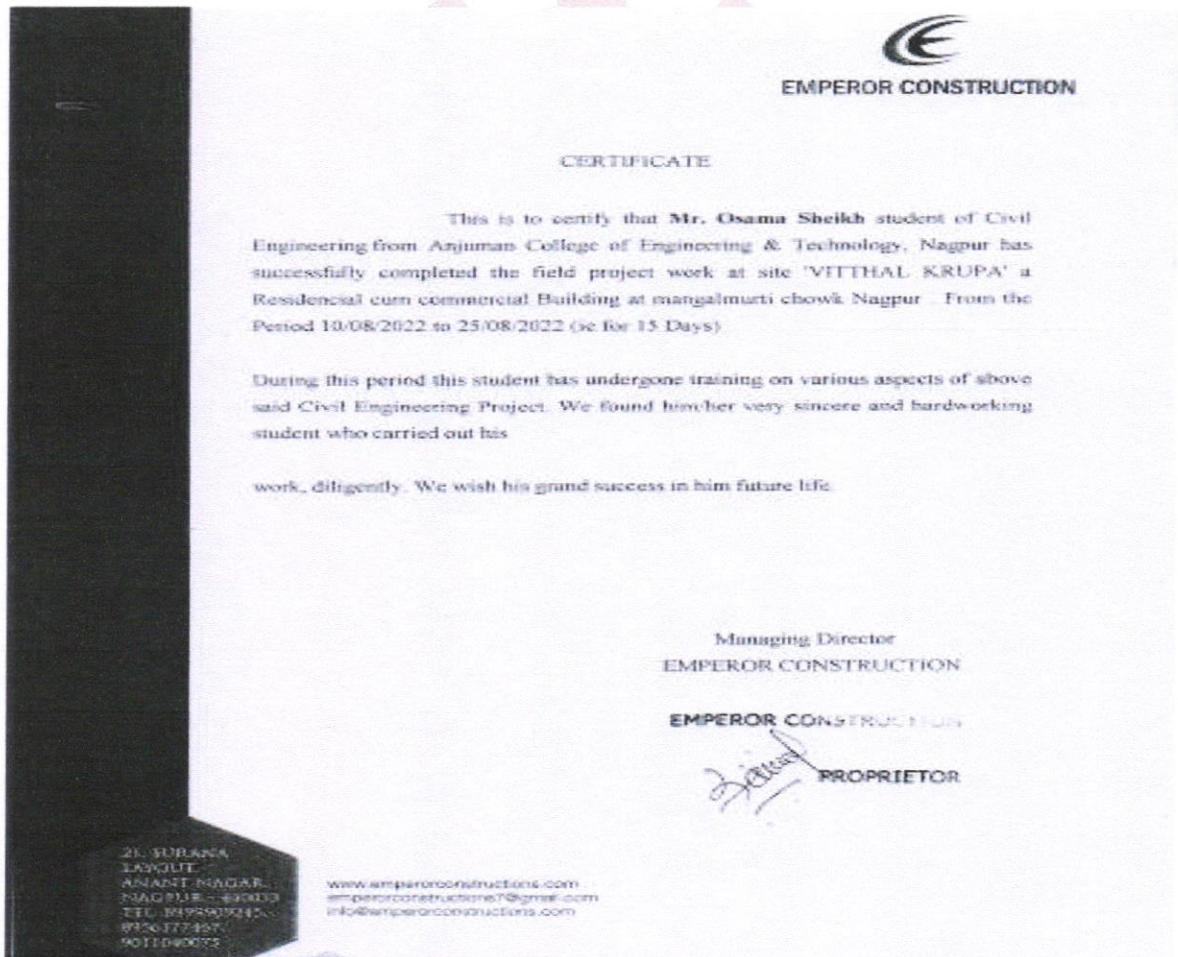 EMPEROR CONSTRUCTION
CERTIFICATE
This is to certify that Mr. Osama Sheikh student of Civil
Engineering from Anjuman College of Engineering & Technology, Nagpur has
successfully completed the field project work at site 'VITTHAL KRUPA' a
Residencial cum commercial Building at mangalmurti chowk Nagpur . From the
Period 10/08/2022 to 25/08/2022 (ie for 15 Days)
During this period this student has undergone training on various aspects of above
said Civil Engineering Project. We found him/her very sincere and hardworking
student who carried out his
work, diligently. We wish his grand success in him future life.
Managing Director
EMPEROR CONSTRUCTION
EMPEROR CONSTRUCTION
PROPRIETOR
21, SURANA
LAYOUT
ANANT NAGAR,
NAGPUR -
TEL
9011040075
www.emperorconstructions.com
emperorconstructions7@gmail.com
info@emperorconstructions.com